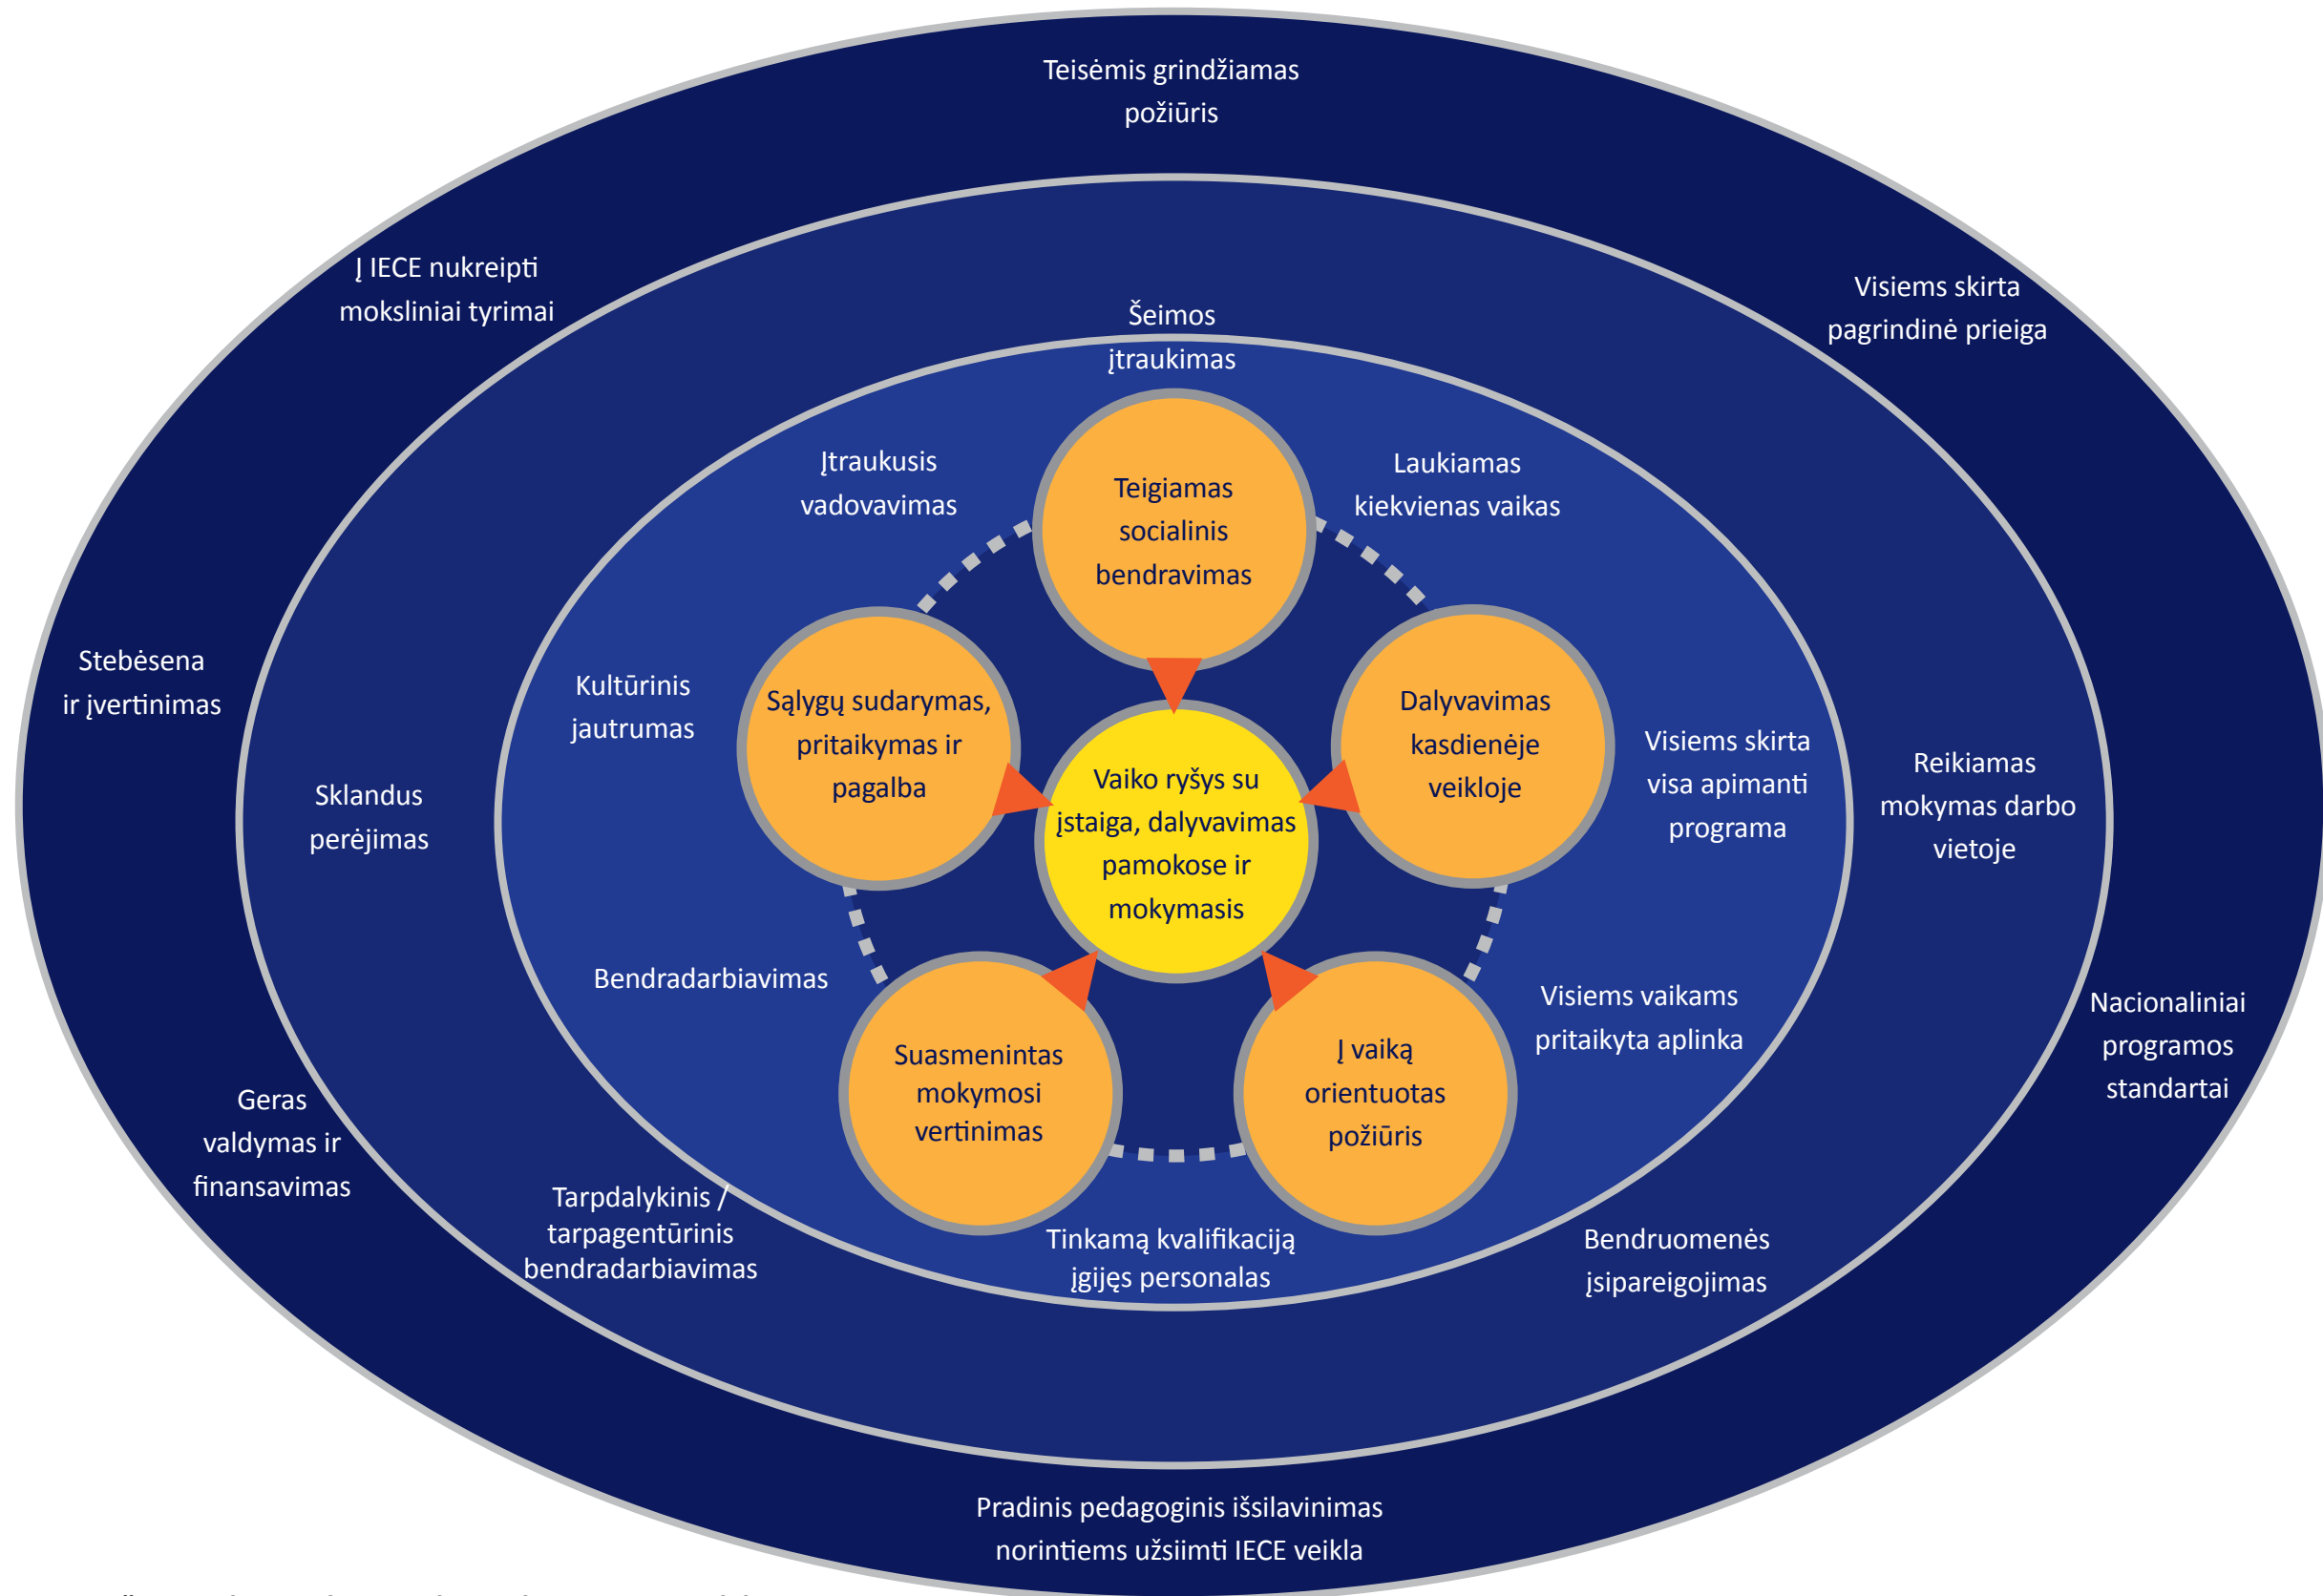 Teisėmis grindžiamas
požiūris
Į IECE nukreipti
moksliniai tyrimai
Visiems skirta
pagrindinė prieiga
Šeimos
įtraukimas
Įtraukusis
vadovavimas
Laukiamas
kiekvienas vaikas
Teigiamas
socialinis
bendravimas
Stebėsena
ir įvertinimas
Kultūrinis
jautrumas
Sąlygų sudarymas,
pritaikymas ir
pagalba
Dalyvavimas
kasdienėje
veikloje
Visiems skirta
visa apimanti
programa
Reikiamas
mokymas darbo
vietoje
Sklandus
perėjimas
Vaiko ryšys su
įstaiga, dalyvavimas
pamokose ir
mokymasis
Bendradarbiavimas
Visiems vaikams
pritaikyta aplinka
Nacionaliniai
programos
standartai
Suasmenintas
mokymosi
vertinimas
Į vaiką
orientuotas
požiūris
Geras
valdymas ir
finansavimas
Tarpdalykinis /
tarpagentūrinis
bendradarbiavimas
Tinkamą kvalifikaciją
įgijęs personalas
Bendruomenės
įsipareigojimas
Pradinis pedagoginis išsilavinimas
norintiems užsiimti IECE veikla